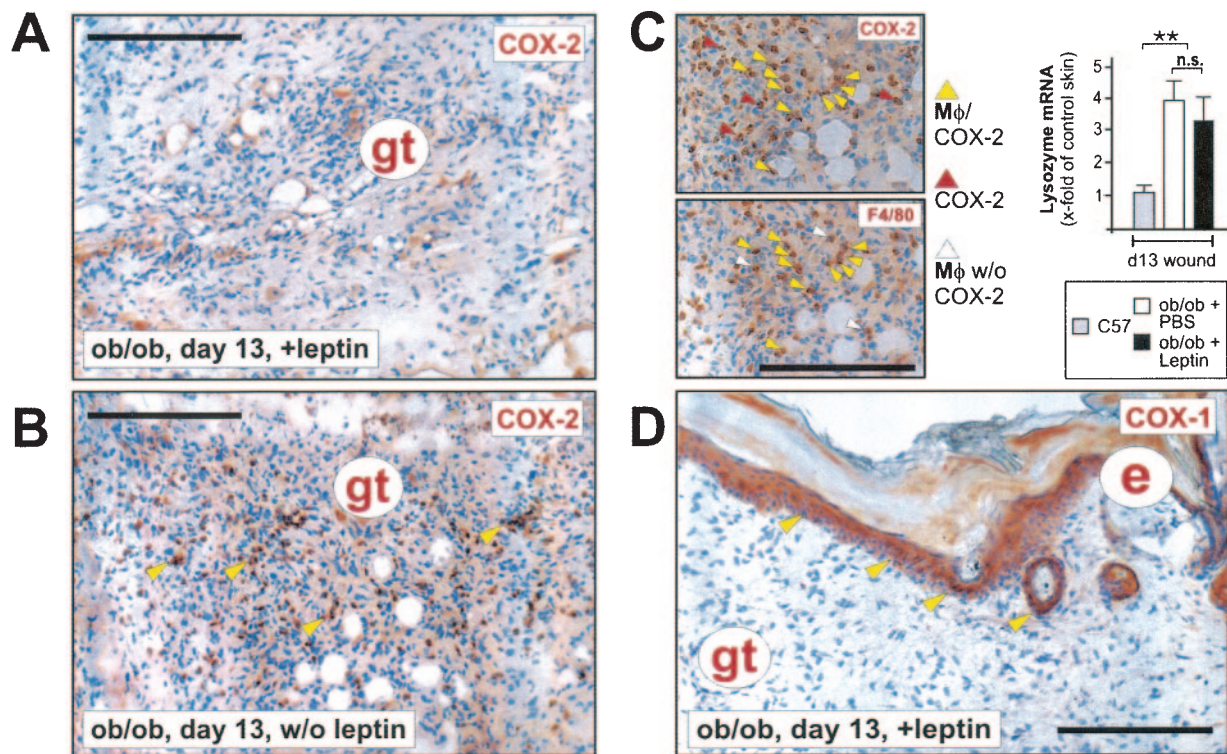 A
COX-2
gt
ob/ob, day 13, +leptin
B
COX-2
gt
ob/ob, day 13, w/o leptin
C
COX-2
F4/80
Mϕ/
COX-2
COX-2
Mϕ w/o
COX-2
Lysozyme mRNA
(x-fold of control skin)
5
4
3
2
1
**
n.s.
d13 wound
C57
ob/ob +
PBS
ob/ob +
Leptin
D
COX-1
e
gt
ob/ob, day 13, +leptin